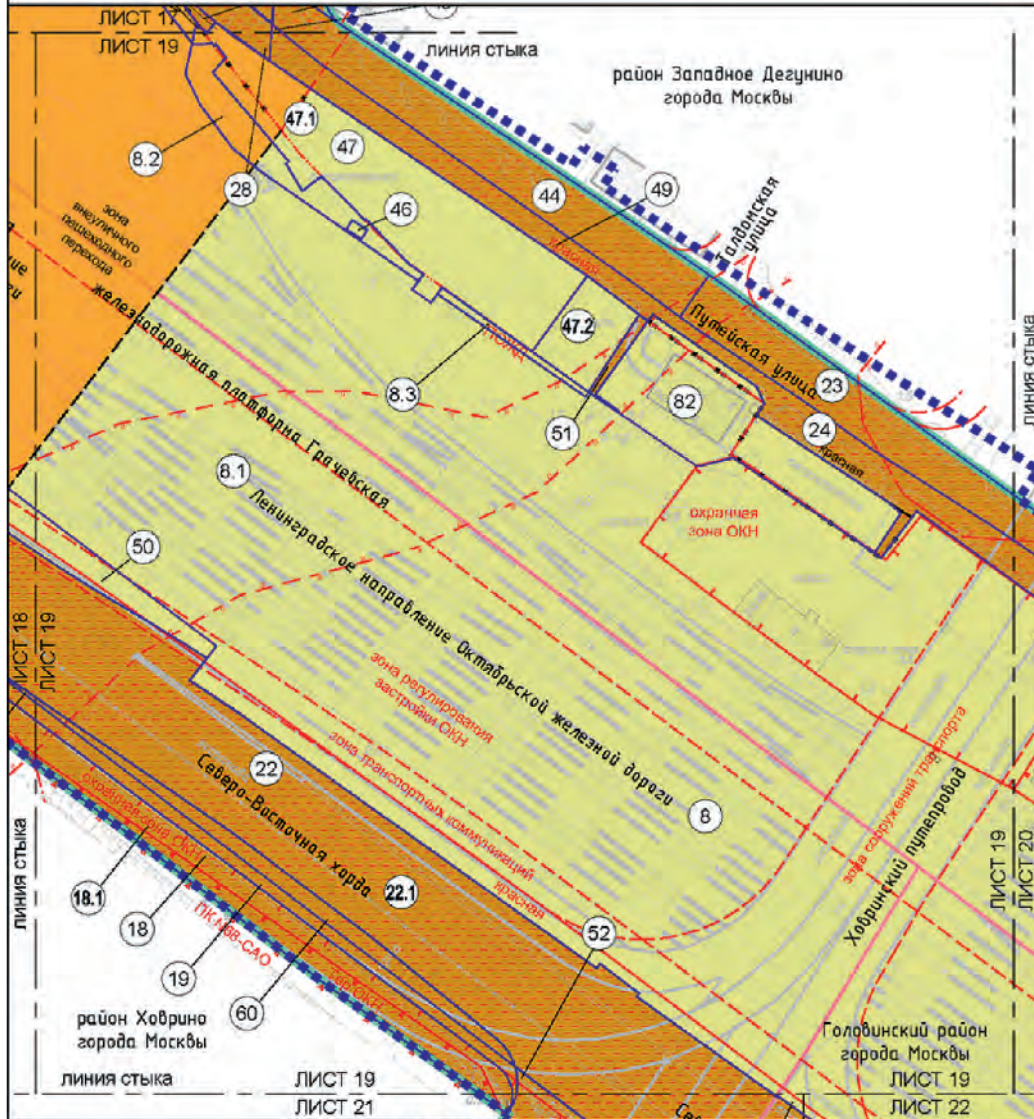 ЛИСТ 17
ЛИСТ 19
линия стыка
район Западное Дегунино
города Москвы
47.1
47
8.2
28
46
44
49
Талдомская
улица
зона
внеуличного
пешеходного
перехода
красная
железнодорожная платформа Грачевская
47.2
Путейская улица
23
линия стыка
8.3
82
51
24
красная
8.1
Ленинградское направление Октябрьской железной дороги
охранная
зона ОКН
50
ЛИСТ 18
ЛИСТ 19
зона регулирования
застройки ОКН
зона транспортных коммуникаций
22
Северо-Восточная хорда
8
зона сооружений транспорта
Ховринский путепровод
ЛИСТ 19
ЛИСТ 20
охранная зона ОКН
красная
22.1
18.1
линия стыка
18
ПК№68-САО
52
19
60
район Ховрино
города Москвы
Головинский район
города Москвы
линия стыка
ЛИСТ 19
ЛИСТ 21
ЛИСТ 19
ЛИСТ 22